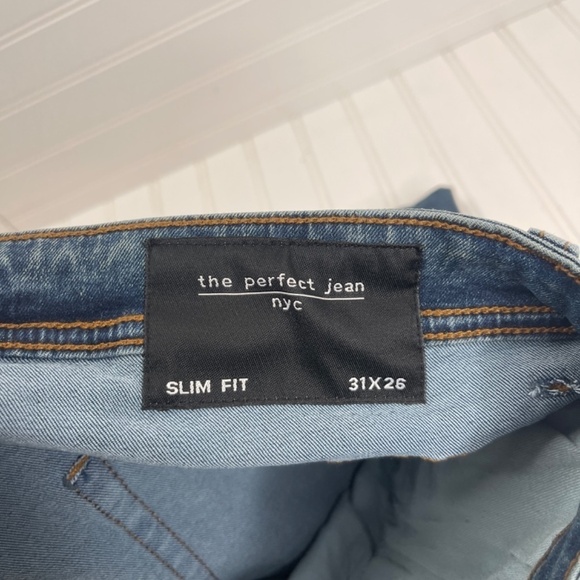 the perfect jean
nyc
SLIM FIT 31X26